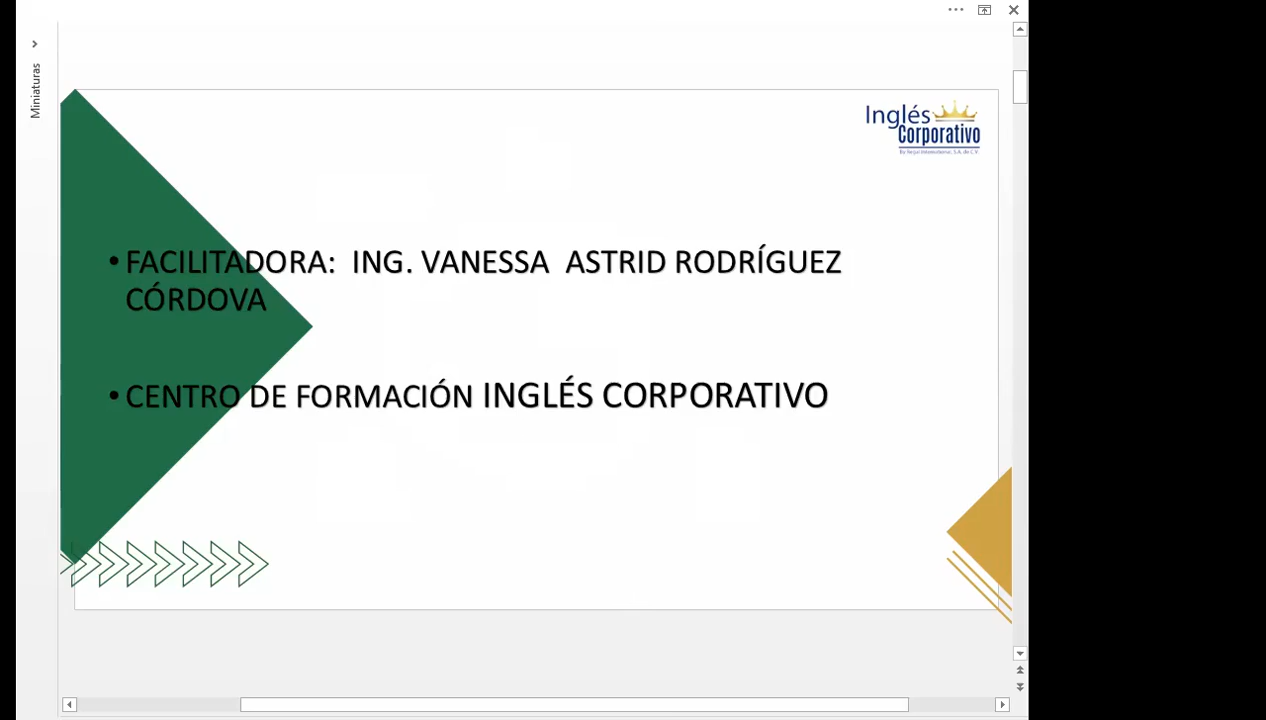 Miniaturas
Inglés
Corporativo
• FACILITADORA:  ING. VANESSA  ASTRID RODRÍGUEZ
CÓRDOVA
• CENTRO DE FORMACIÓN INGLÉS CORPORATIVO